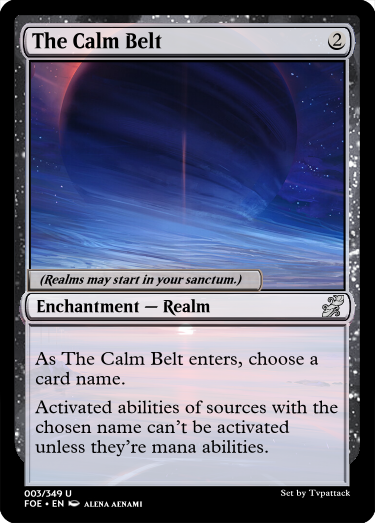 The Calm Belt 2
(Realms may start in your sanctum.)
Enchantment — Realm
As The Calm Belt enters, choose a
card name.
Activated abilities of sources with the
chosen name can't be activated
unless they're mana abilities.
003/349 U
FOE • EN ALENA AENAMI
Set by Tvpattack